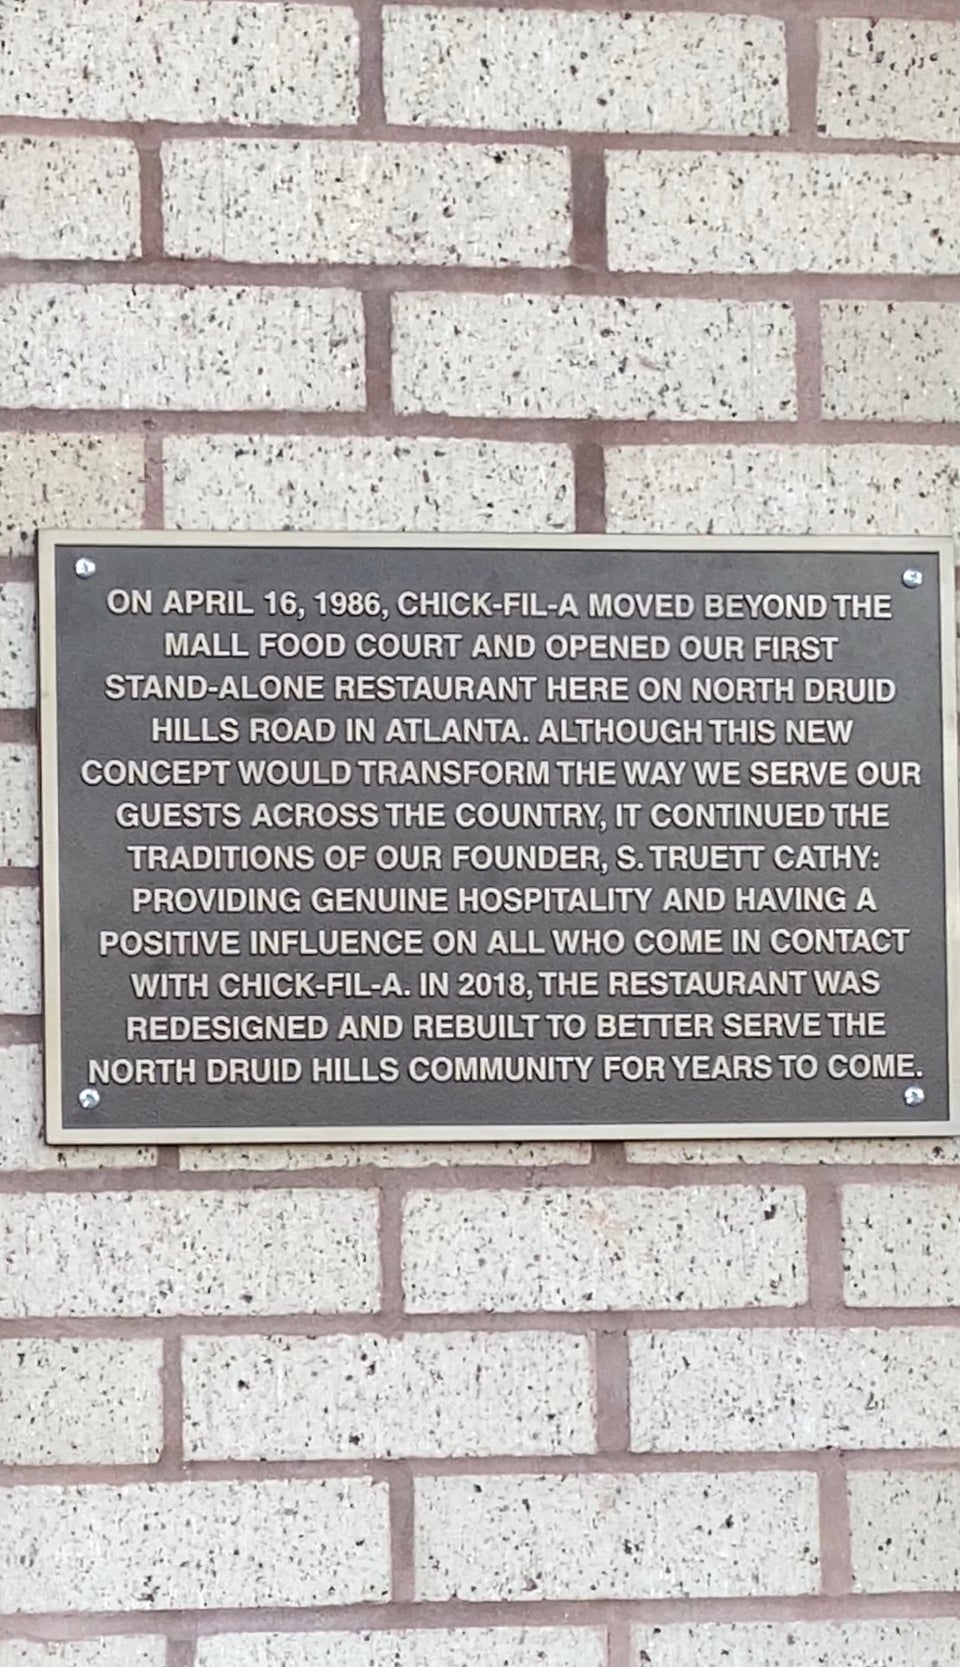 ON APRIL 16, 1986, CHICK-FIL-A MOVED BEYOND THE
MALL FOOD COURT AND OPENED OUR FIRST
STAND-ALONE RESTAURANT HERE ON NORTH DRUID
HILLS ROAD IN ATLANTA. ALTHOUGH THIS NEW
CONCEPT WOULD TRANSFORM THE WAY WE SERVE OUR
GUESTS ACROSS THE COUNTRY, IT CONTINUED THE
TRADITIONS OF OUR FOUNDER, S. TRUETT CATHY:
PROVIDING GENUINE HOSPITALITY AND HAVING A
POSITIVE INFLUENCE ON ALL WHO COME IN CONTACT
WITH CHICK-FIL-A. IN 2018, THE RESTAURANT WAS
REDESIGNED AND REBUILT TO BETTER SERVE THE
NORTH DRUID HILLS COMMUNITY FOR YEARS TO COME.